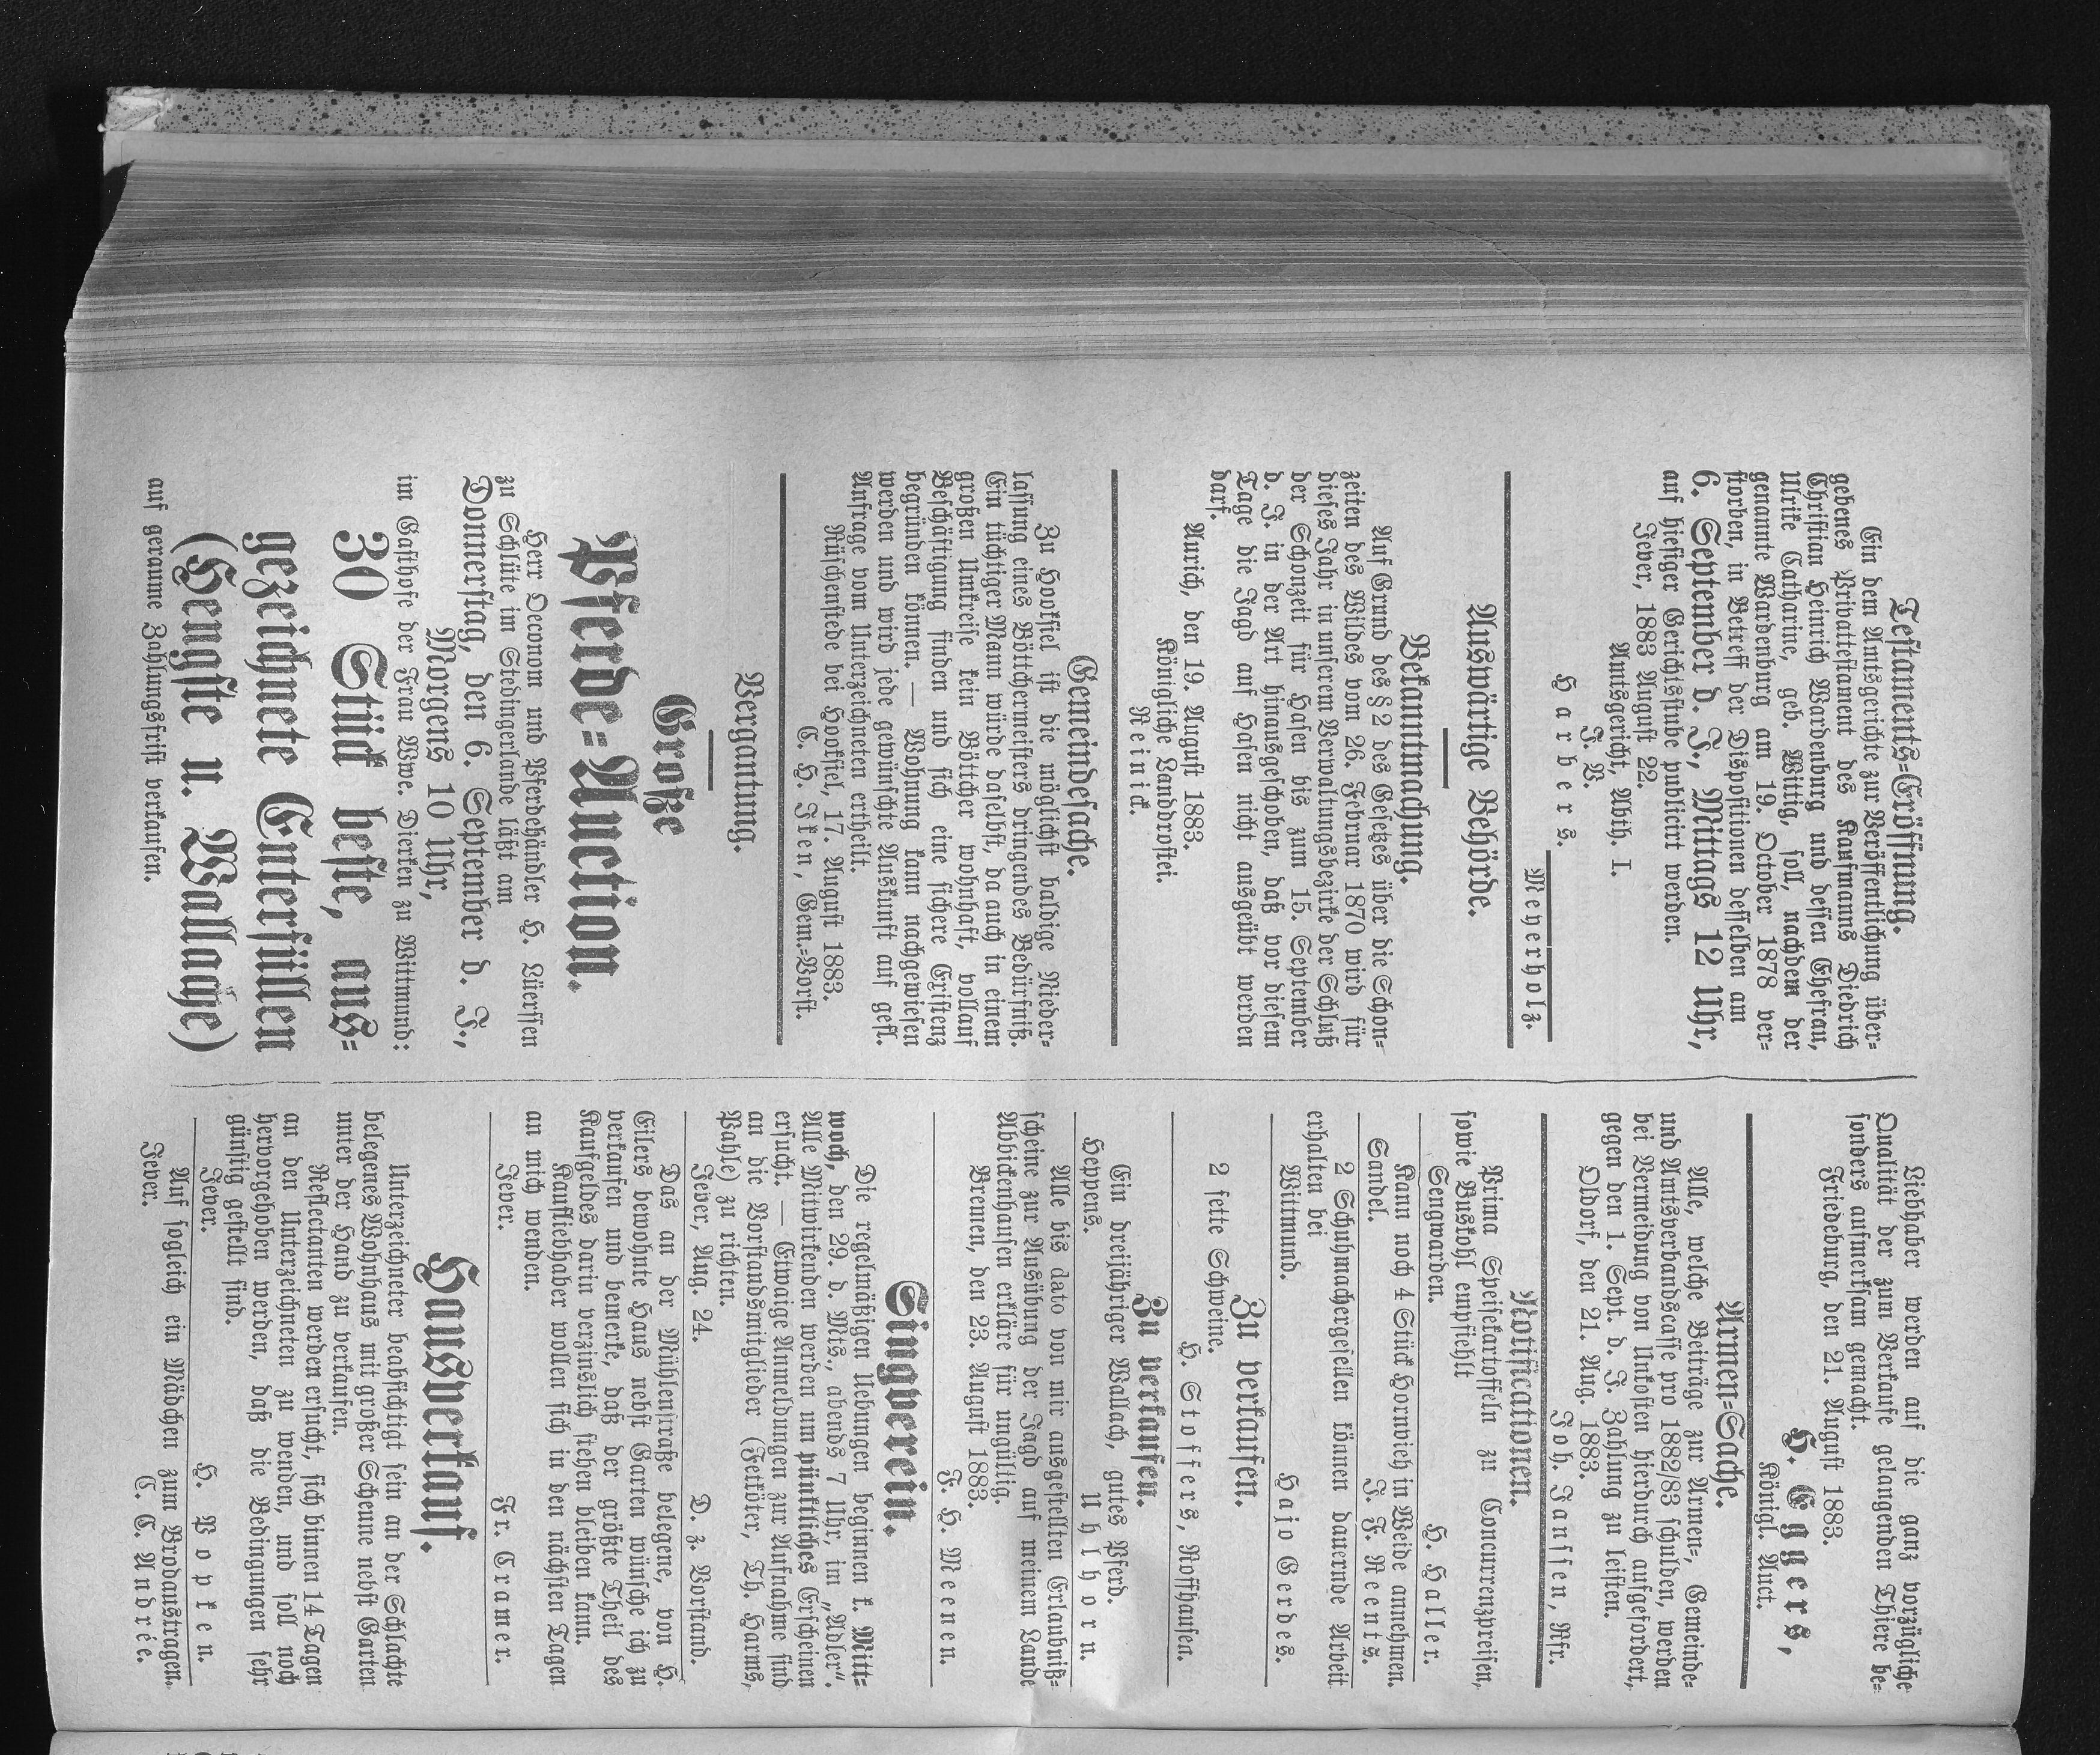 Testaments=Eröffnung.
Ein dem Amtsgerichte zur Veröffentlichung über=
gebenes Privattestament des Kaufmanns Diedrich
Christian Heinrich Wardenburg und dessen Ehefrau,
Ulrike Catharine, geb. Wittig, soll, nachdem der
genannte Wardenburg am 19. October 1878 ver=
storben, in Betreff der Dispositionen desselben am
6. September d. J., Mittags 12 Uhr,
auf hiesiger Gerichtsstube publicirt werden.
Jever, 1883 August 22.
Amtsgericht, Abth. I.
J. V.
Harbers.
Meyerholz.
Auswärtige Behörde.
Bekanntmachung.
Auf Grund des § 2 des Gesetzes über die Schon=
zeiten des Wildes vom 26. Februar 1870 wird für
dieses Jahr in unserem Verwaltungsbezirke der Schluß
der Schonzeit für Hasen bis zum 15. September
d. J. in der Art hinausgeschoben, daß vor diesem
Tage die Jagd auf Hasen nicht ausgeübt werden
darf.
Aurich, den 19. August 1883.
Königliche Landdrostei.
Reinick.
Gemeindesache.
Zu Hooksiel ist die möglichst baldige Nieder=
lassung eines Böttchermeisters dringendes Bedürfniß.
Ein tüchtiger Mann würde daselbst, da auch in einem
großen Umkreise kein Böttcher wohnhaft, vollauf
Beschäftigung finden und sich eine sichere Existenz
begründen können. — Wohnung kann nachgewiesen
werden und wird jede gewünschte Auskunft auf gefl.
Anfrage vom Unterzeichneten ertheilt.
Rüschenstede bei Hooksiel, 17. August 1883.
C. H. Iken, Gem.=Vorst.
Vergantung.
Große
Pferde=Auction.
Herr Oeconom und Pferdehändler H. Lüerssen
zu Schlüte im Stedingerlande läßt am
Donnerstag, den 6. September d. J.,
Morgens 10 Uhr,
im Gasthofe der Frau Wwe. Dierken zu Wittmund:
30 Stück beste, aus=
gezeichnete Enterfüllen
(Hengste u. Wallache)
auf geraume Zahlungsfrist verkaufen.
Liebhaber werden auf die ganz vorzügliche
Qualität der zum Verkaufe gelangenden Thiere be=
sonders aufmerksam gemacht.
Friedeburg, den 21. August 1883.
H. Eggers,
Königl. Auct.
Armen=Sache.
Alle, welche Beiträge zur Armen=, Gemeinde=
und Amtsverbandscasse pro 1882/83 schulden, werden
bei Vermeidung von Unkosten hierdurch aufgefordert,
gegen den 1. Sept. d. J. Zahlung zu leisten.
Oldorf, den 21. Aug. 1883.
Joh. Janssen, Rfr.
Notificationen.
Prima Speisekartoffeln zu Concurrenzpreisen,
sowie Buskohl empfiehlt
Sengwarden. H. Haller.
Kann noch 4 Stück Hornvieh in Weide annehmen.
Sandel. J. F. Reents.
2 Schuhmachergesellen können dauernde Arbeit
erhalten bei
Wittmund. Hajo Gerdes.
Zu verkaufen.
2 fette Schweine.
H. Stoffers, Roffhausen.
Zu verkaufen.
Ein dreijähriger Wallach, gutes Pferd.
Heppens. Uhlhorn.
Alle bis dato von mir ausgestellten Erlaubniß=
scheine zur Ausübung der Jagd auf meinem Lande
Abbickenhausen erkläre für ungültig.
Bremen, den 23. August 1883.
F. H. Meenen.
Singverein.
Die regelmäßigen Uebungen beginnen k. Mitt=
woch, den 29. d. Mts., abends 7 Uhr, im „Adler“.
Alle Mitwirkenden werden um pünktliches Erscheinen
ersucht. — Etwaige Anmeldungen zur Aufnahme sind
an die Vorstandsmitglieder (Fetköter, Th. Harms,
Pahle) zu richten.
Jever, Aug. 24. D. z. Vorstand.
Das an der Mühlenstraße belegene, von H.
Eilers bewohnte Haus nebst Garten wünsche ich zu
verkaufen und bemerke, daß der größte Theil des
Kaufgeldes darin verzinslich stehen bleiben kann.
Kaufliebhaber wollen sich in den nächsten Tagen
an mich wenden.
Jever. Fr. Cramer.
Hausverkauf.
Unterzeichneter beabsichtigt sein an der Schlachte
belegenes Wohnhaus mit großer Scheune nebst Garten
unter der Hand zu verkaufen.
Reflectanten werden ersucht, sich binnen 14 Tagen
an den Unterzeichneten zu wenden, und soll noch
hervorgehoben werden, daß die Bedingungen sehr
günstig gestellt sind.
Jever. H. Popken.
Auf sogleich ein Mädchen zum Brodaustragen.
Jever. C. C. André.